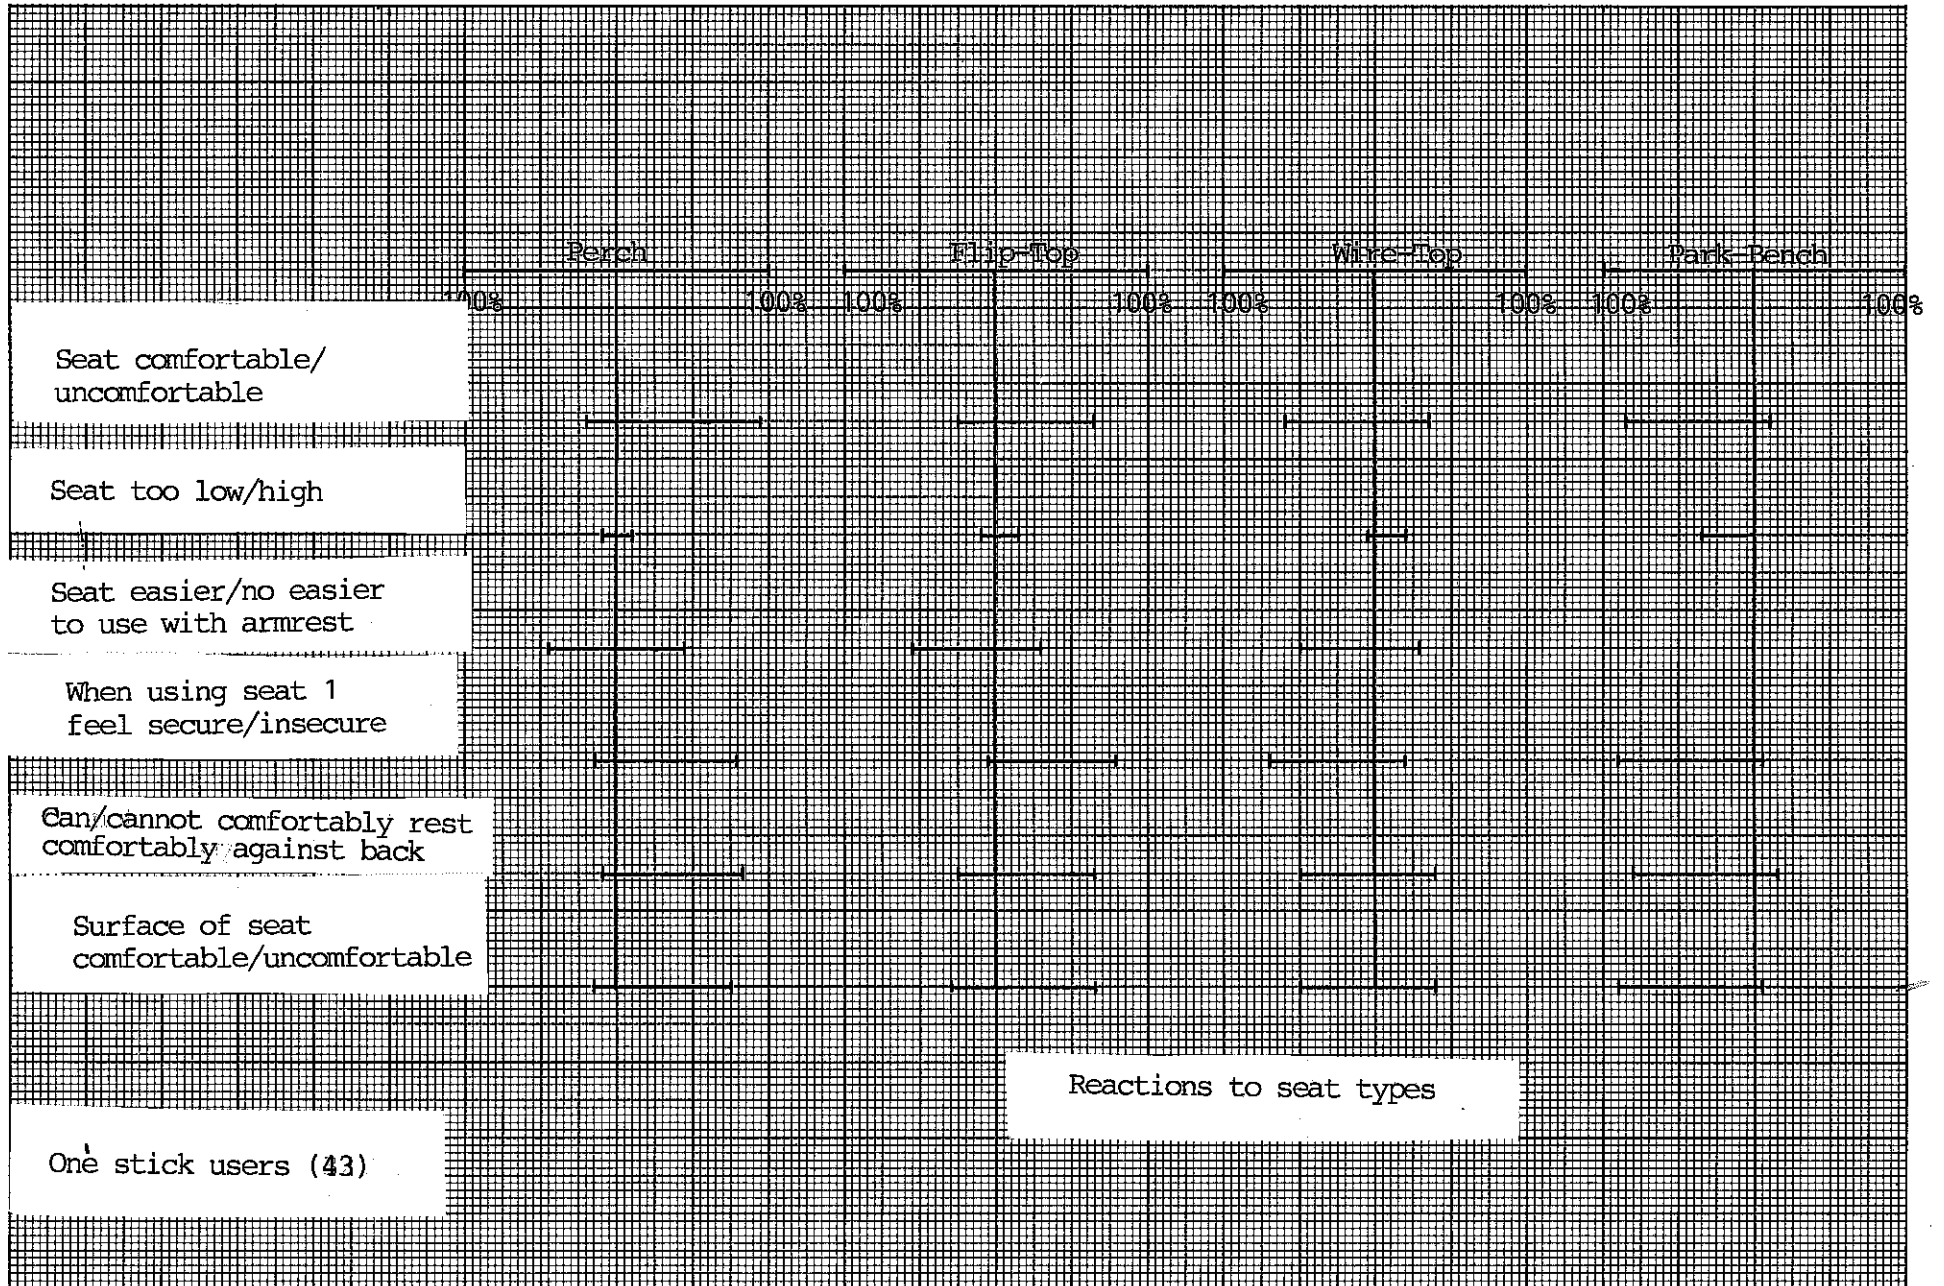 Perch Flip-Top Wire-Top Park-Bench
100% 100% 100% 100% 100% 100% 100% 100%
Seat comfortable/
uncomfortable
Seat too low/high
Seat easier/no easier
to use with armrest
When using seat 1
feel secure/insecure
Can/cannot comfortably rest
comfortably against back
Surface of seat
comfortable/uncomfortable
Reactions to seat types
One stick users (43)